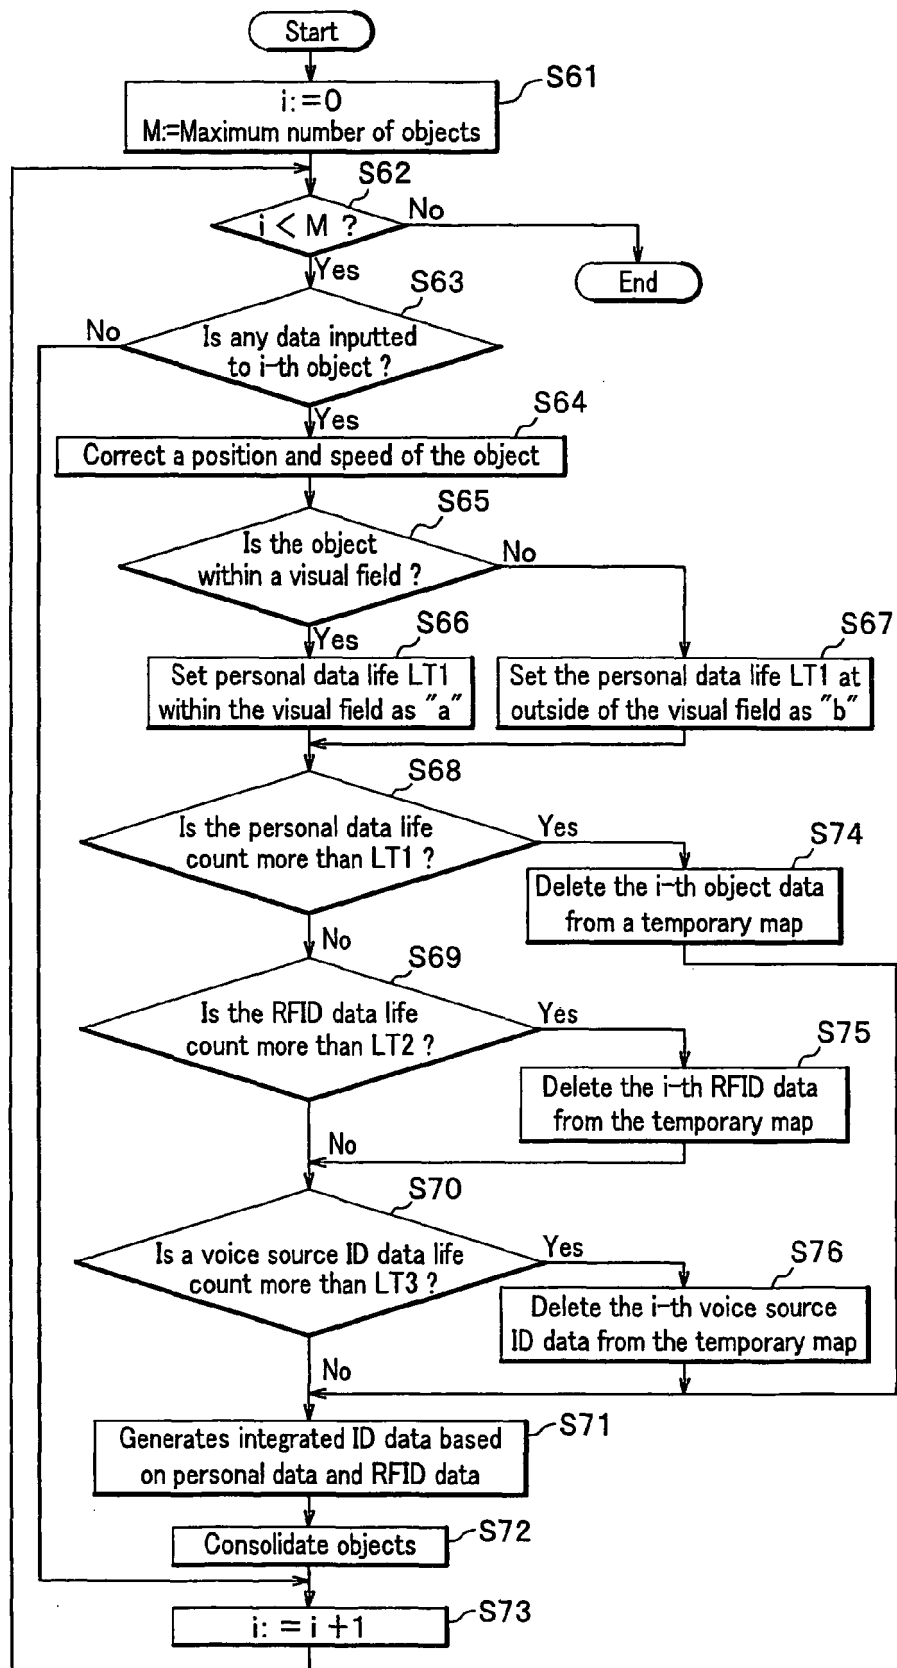 Start
S61
i:=0
M:=Maximum number of objects
S62
i < M ?
No
End
Yes
S63
No
Is any data inputted
to i-th object ?
Yes
S64
Correct a position and speed of the object
S65
Is the object
within a visual field ?
No
Yes
S66
S67
Set personal data life LT1
within the visual field as "a"
Set the personal data life LT1 at
outside of the visual field as "b"
S68
Is the personal data life
count more than LT1 ?
Yes
S74
Delete the i-th object data
from a temporary map
No
S69
Is the RFID data life
count more than LT2 ?
Yes
S75
Delete the i-th RFID data
from the temporary map
No
S70
Is a voice source ID data life
count more than LT3 ?
Yes
S76
Delete the i-th voice source
ID data from the temporary map
No
S71
Generates integrated ID data based
on personal data and RFID data
S72
Consolidate objects
S73
i: = i +1